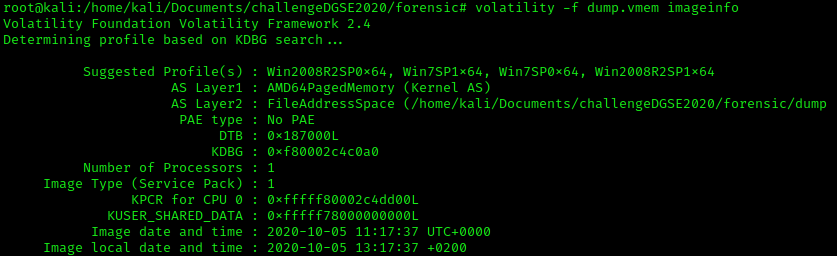 root@kali:/home/kali/Documents/challengeDGSE2020/forensic# volatility -f dump.vmem imageinfo
Volatility Foundation Volatility Framework 2.4
Determining profile based on KDBG search...
Suggested Profile(s) : Win2008R2SP0x64, Win7SP1x64, Win7SP0x64, Win2008R2SP1x64
AS Layer1 : AMD64PagedMemory (Kernel AS)
AS Layer2 : FileAddressSpace (/home/kali/Documents/challengeDGSE2020/forensic/dump
PAE type : No PAE
DTB : 0x187000L
KDBG : 0xf80002c4c0a0
Number of Processors : 1
Image Type (Service Pack) : 1
KPCR for CPU 0 : 0xfffff80002c4dd00L
KUSER_SHARED_DATA : 0xfffff78000000000L
Image date and time : 2020-10-05 11:17:37 UTC+0000
Image local date and time : 2020-10-05 13:17:37 +0200